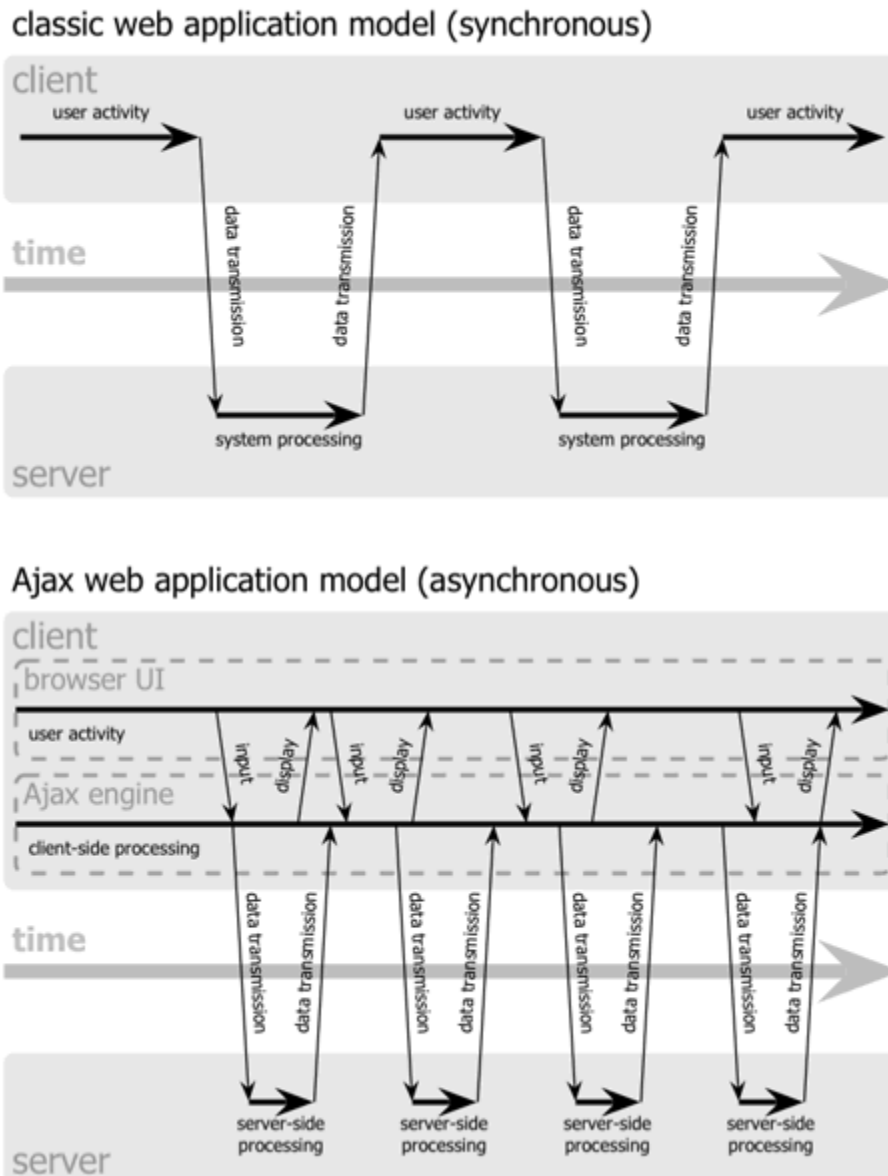 classic web application model (synchronous)
client
user activity
user activity
user activity
data transmission
data transmission
data transmission
data transmission
time
system processing
system processing
server
Ajax web application model (asynchronous)
client
browser UI
user activity
input
display
input
display
input
display
input
display
Ajax engine
client-side processing
data transmission
data transmission
data transmission
data transmission
data transmission
data transmission
data transmission
data transmission
time
server-side
processing
server-side
processing
server-side
processing
server-side
processing
server